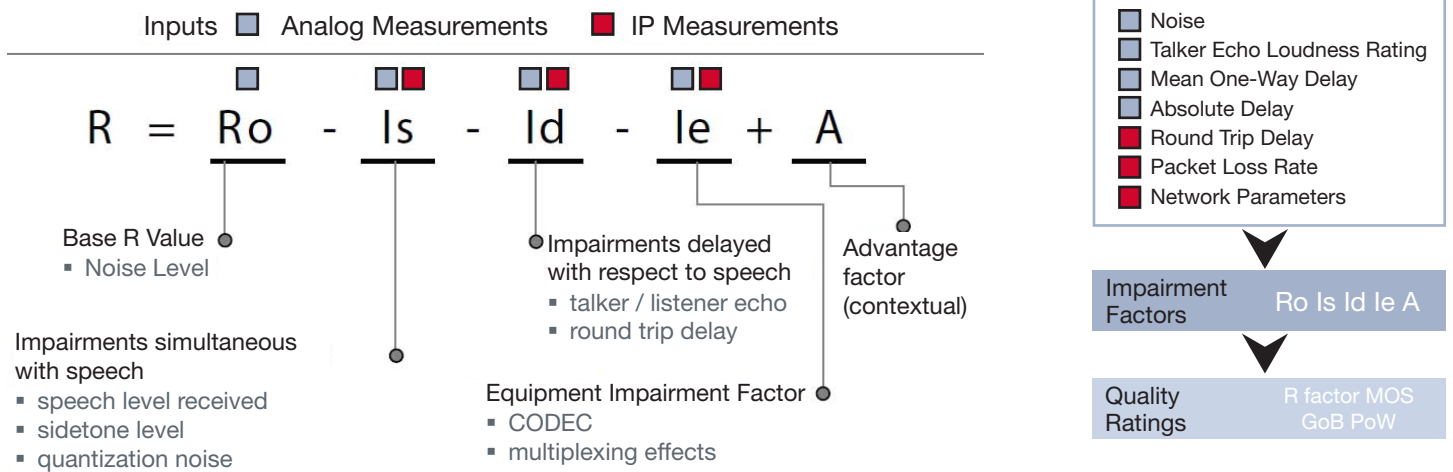 Inputs Analog Measurements IP Measurements
R = Ro - Is - Id - Ie + A
Base R Value
▪ Noise Level
Impairments simultaneous
with speech
▪ speech level received
▪ sidetone level
▪ quantization noise
Impairments delayed
with respect to speech
▪ talker / listener echo
▪ round trip delay
Equipment Impairment Factor
▪ CODEC
▪ multiplexing effects
Advantage
factor
(contextual)
Noise
Talker Echo Loudness Rating
Mean One-Way Delay
Absolute Delay
Round Trip Delay
Packet Loss Rate
Network Parameters
Impairment
Factors
Ro Is Id Ie A
Quality
Ratings
R factor MOS
GoB PoW